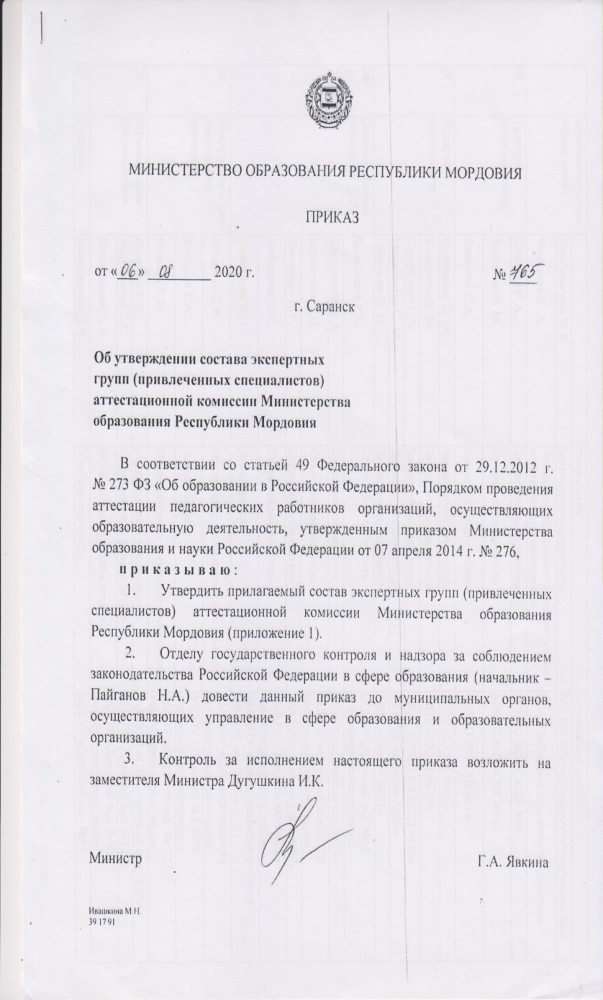 МИНИСТЕРСТВО ОБРАЗОВАНИЯ РЕСПУБЛИКИ МОРДОВИЯ
ПРИКАЗ
от «06» 08 2020 г. № 765
г. Саранск
Об утверждении состава экспертных
групп (привлеченных специалистов)
аттестационной комиссии Министерства
образования Республики Мордовия
В соответствии со статьей 49 Федерального закона от 29.12.2012 г.
№ 273 ФЗ «Об образовании в Российской Федерации», Порядком проведения
аттестации педагогических работников организаций, осуществляющих
образовательную деятельность, утвержденным приказом Министерства
образования и науки Российской Федерации от 07 апреля 2014 г. № 276,
п р и к а з ы в а ю :
1. Утвердить прилагаемый состав экспертных групп (привлеченных
специалистов) аттестационной комиссии Министерства образования
Республики Мордовия (приложение 1).
2. Отделу государственного контроля и надзора за соблюдением
законодательства Российской Федерации в сфере образования (начальник –
Пайганов Н.А.) довести данный приказ до муниципальных органов,
осуществляющих управление в сфере образования и образовательных
организаций.
3. Контроль за исполнением настоящего приказа возложить на
заместителя Министра Дугушкина И.К.
Министр Г.А. Явкина
Ивашкина М.Н.
39 17 91